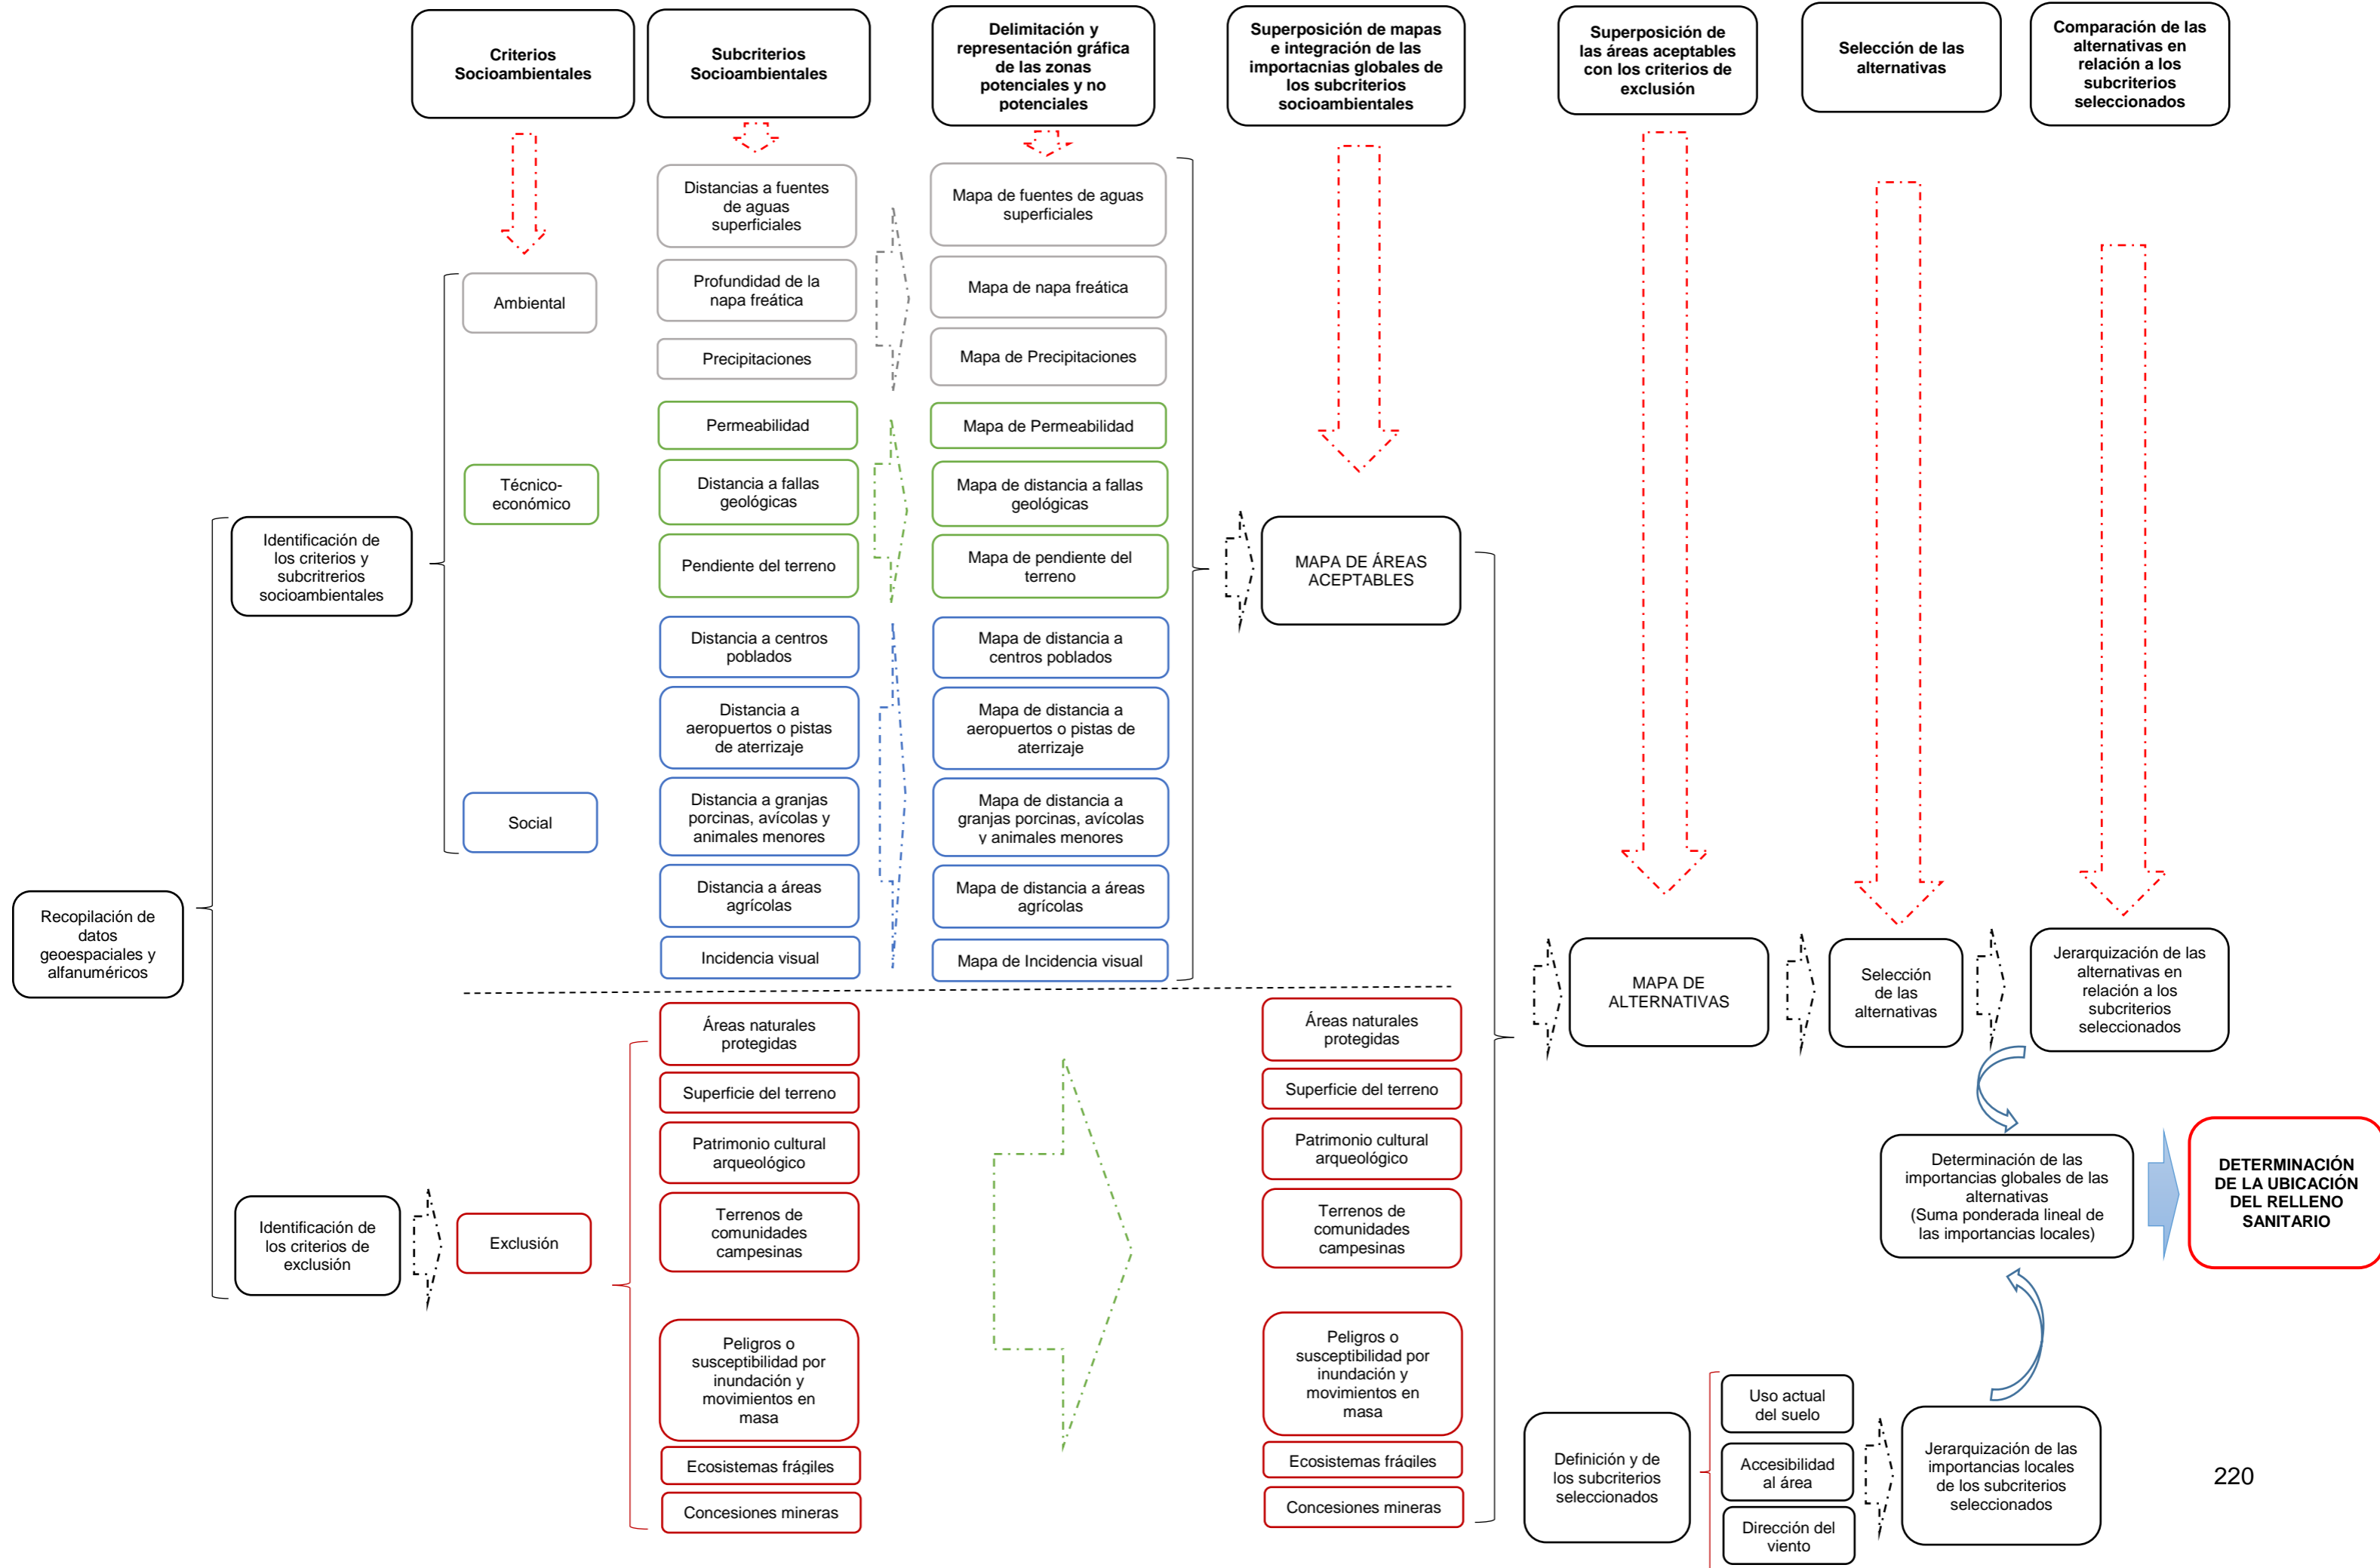 Criterios
Socioambientales
Subcriterios
Socioambientales
Delimitación y
representación gráfica
de las zonas
potenciales y no
potenciales
Superposición de mapas
e integración de las
importacnias globales de
los subcriterios
socioambientales
Superposición de
las áreas aceptables
con los criterios de
exclusión
Selección de las
alternativas
Comparación de las
alternativas en
relación a los
subcriterios
seleccionados
Recopilación de
datos
geoespaciales y
alfanuméricos
Identificación de
los criterios y
subcritrerios
socioambientales
Ambiental
Técnico-
económico
Social
Distancias a fuentes
de aguas
superficiales
Profundidad de la
napa freática
Precipitaciones
Permeabilidad
Distancia a fallas
geológicas
Pendiente del terreno
Distancia a centros
poblados
Distancia a
aeropuertos o pistas
de aterrizaje
Distancia a granjas
porcinas, avícolas y
animales menores
Distancia a áreas
agrícolas
Incidencia visual
Mapa de fuentes de aguas
superficiales
Mapa de napa freática
Mapa de Precipitaciones
Mapa de Permeabilidad
Mapa de distancia a fallas
geológicas
Mapa de pendiente del
terreno
Mapa de distancia a
centros poblados
Mapa de distancia a
aeropuertos o pistas de
aterrizaje
Mapa de distancia a
granjas porcinas, avícolas
y animales menores
Mapa de distancia a áreas
agrícolas
Mapa de Incidencia visual
MAPA DE ÁREAS
ACEPTABLES
Identificación de
los criterios de
exclusión
Exclusión
Áreas naturales
protegidas
Superficie del terreno
Patrimonio cultural
arqueológico
Terrenos de
comunidades
campesinas
Peligros o
susceptibilidad por
inundación y
movimientos en
masa
Ecosistemas frágiles
Concesiones mineras
Áreas naturales
protegidas
Superficie del terreno
Patrimonio cultural
arqueológico
Terrenos de
comunidades
campesinas
Peligros o
susceptibilidad por
inundación y
movimientos en
masa
Ecosistemas frágiles
Concesiones mineras
MAPA DE
ALTERNATIVAS
Selección
de las
alternativas
Jerarquización de las
alternativas en
relación a los
subcriterios
seleccionados
Determinación de las
importancias globales de las
alternativas
(Suma ponderada lineal de
las importancias locales)
DETERMINACIÓN
DE LA UBICACIÓN
DEL RELLENO
SANITARIO
Definición y de
los subcriterios
seleccionados
Uso actual
del suelo
Accesibilidad
al área
Dirección del
viento
Jerarquización de las
importancias locales
de los subcriterios
seleccionados
220